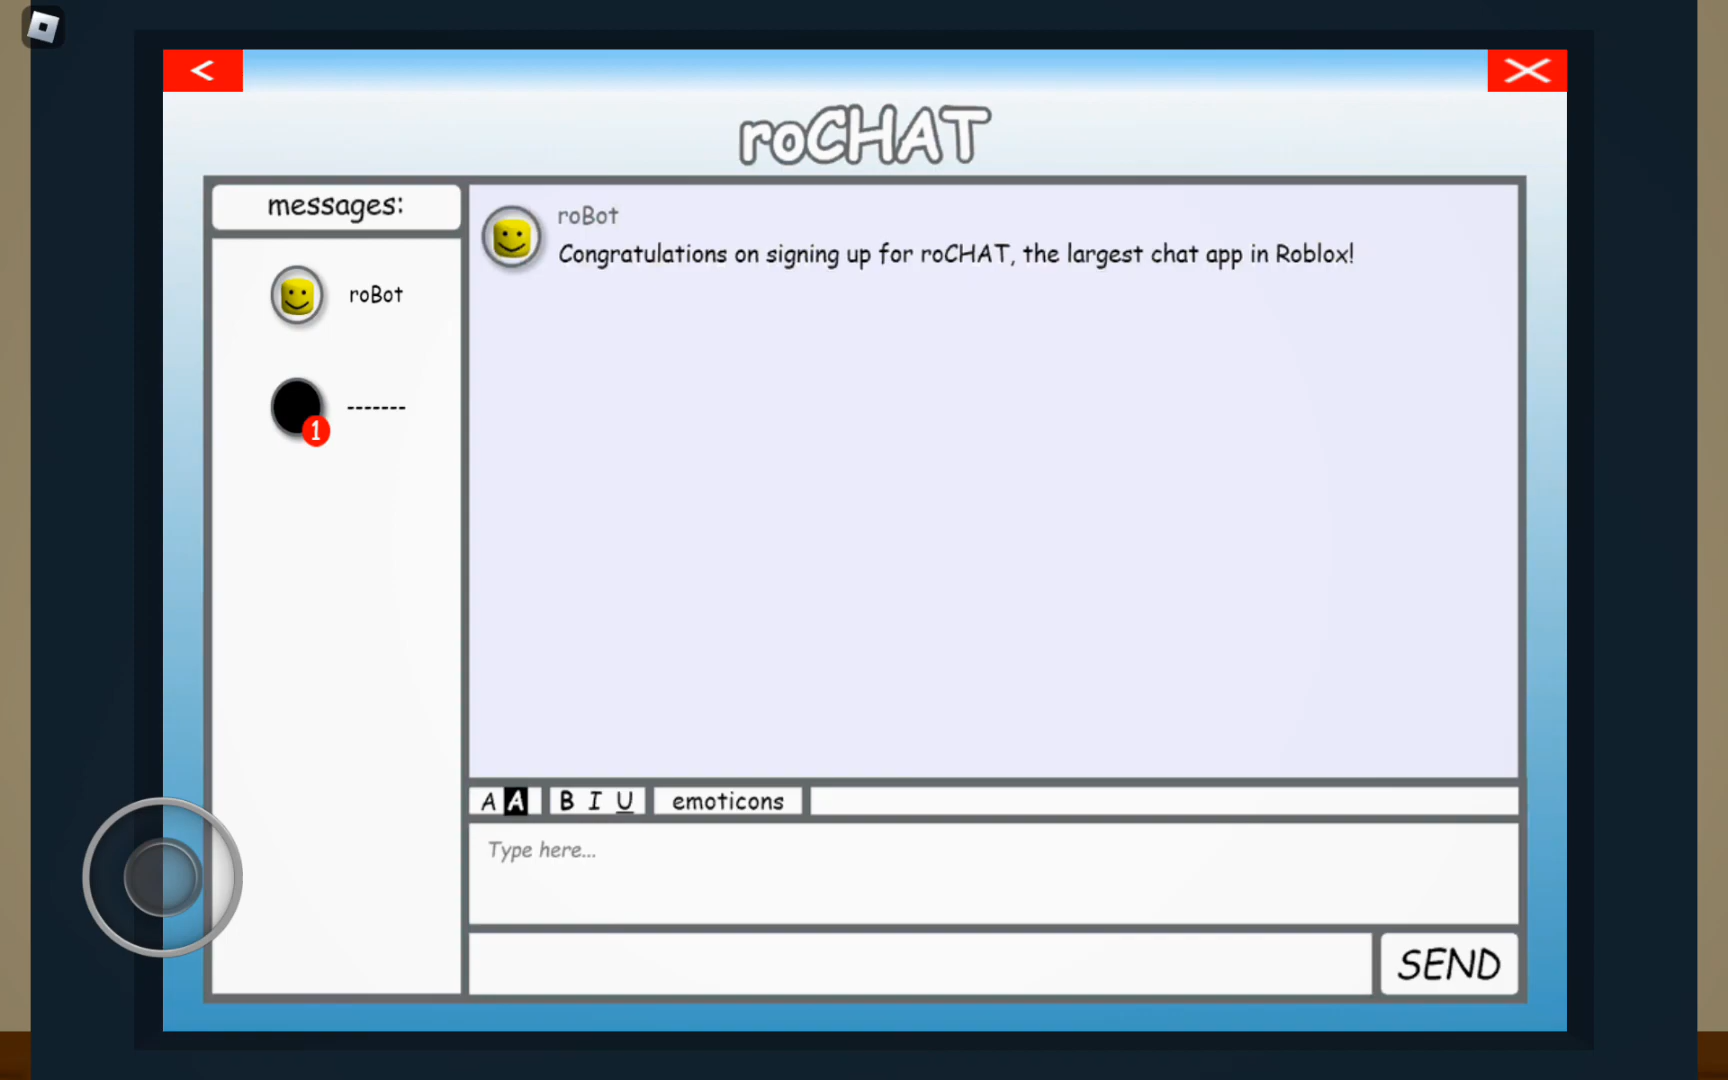 <
roCHAT
messages:
roBot
-------
1
roBot
Congratulations on signing up for roCHAT, the largest chat app in Roblox!
A A B I U emoticons
Type here...
SEND